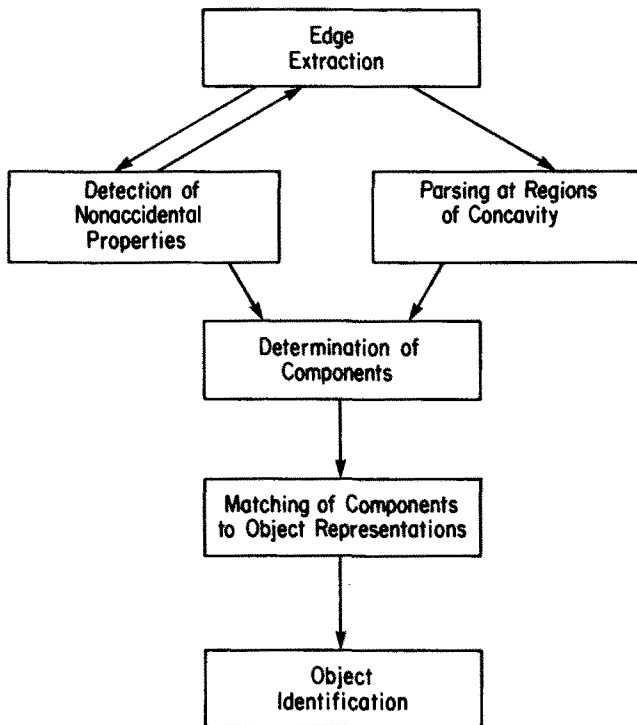 Edge
Extraction
Detection of
Nonaccidental
Properties
Parsing at Regions
of Concavity
Determination of
Components
Matching of Components
to Object Representations
Object
Identification